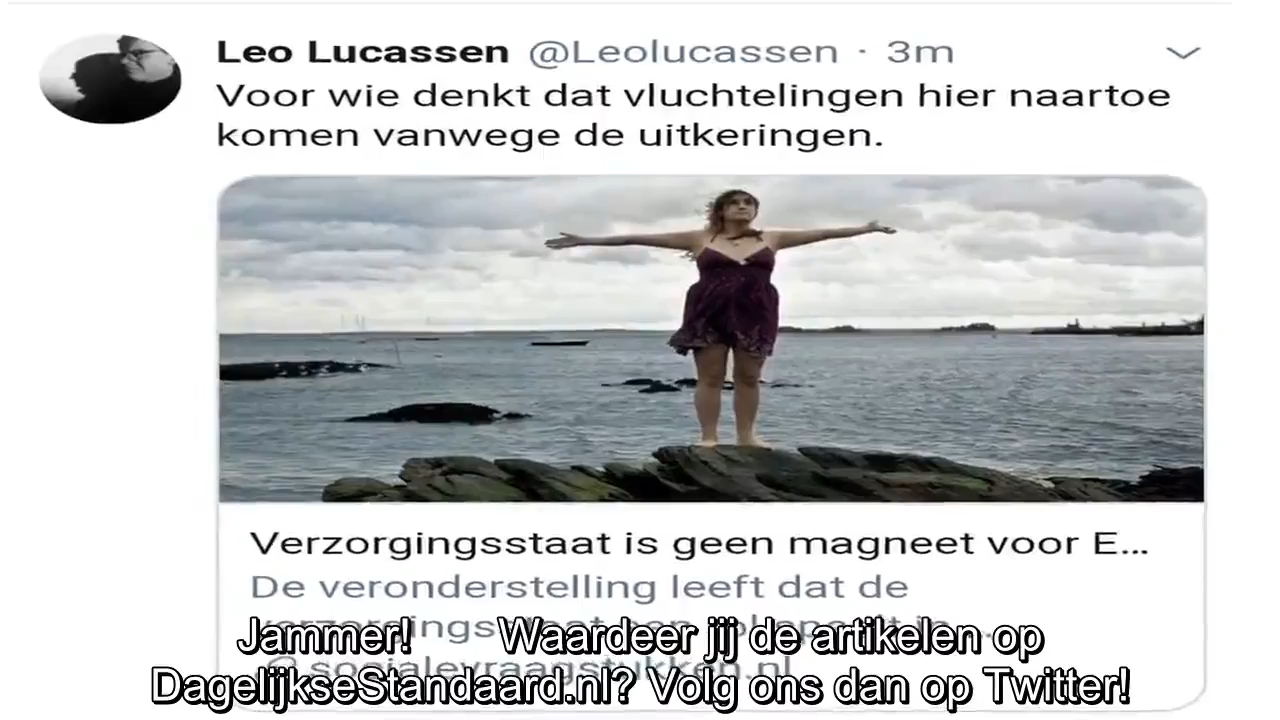 Leo Lucassen @Leolucassen · 3m
Voor wie denkt dat vluchtelingen hier naartoe
komen vanwege de uitkeringen.
Verzorgingsstaat is geen magneet voor E...
De veronderstelling leeft dat de
Jammer! Waardeer jij de artikelen op
socialevraagstukken.nl
DagelijkseStandaard.nl? Volg ons dan op Twitter!